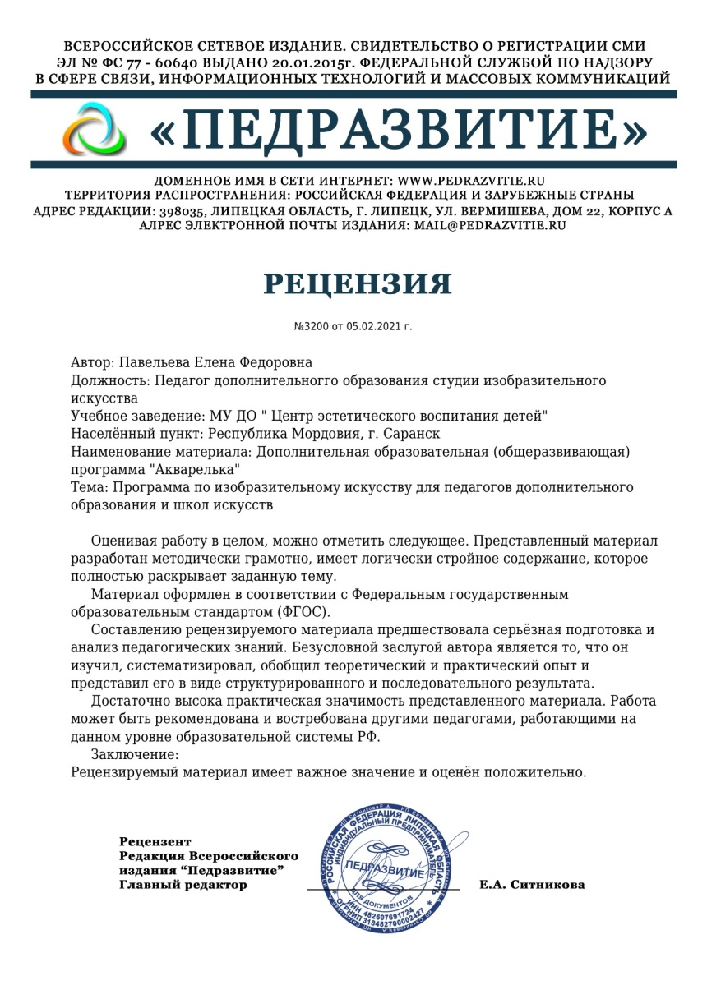 ВСЕРОССИЙСКОЕ СЕТЕВОЕ ИЗДАНИЕ. СВИДЕТЕЛЬСТВО О РЕГИСТРАЦИИ СМИ
ЭЛ № ФС 77 - 60640 ВЫДАНО 20.01.2015г. ФЕДЕРАЛЬНОЙ СЛУЖБОЙ ПО НАДЗОРУ
В СФЕРЕ СВЯЗИ, ИНФОРМАЦИОННЫХ ТЕХНОЛОГИЙ И МАССОВЫХ КОММУНИКАЦИЙ
«ПЕДРАЗВИТИЕ»
ДОМЕННОЕ ИМЯ В СЕТИ ИНТЕРНЕТ: WWW.PEDRAZVITIE.RU
ТЕРРИТОРИЯ РАСПРОСТРАНЕНИЯ: РОССИЙСКАЯ ФЕДЕРАЦИЯ И ЗАРУБЕЖНЫЕ СТРАНЫ
АДРЕС РЕДАКЦИИ: 398035, ЛИПЕЦКАЯ ОБЛАСТЬ, Г. ЛИПЕЦК, УЛ. ВЕРМИШЕВА, ДОМ 22, КОРПУС А
АЛРЕС ЭЛЕКТРОННОЙ ПОЧТЫ ИЗДАНИЯ: MAIL@PEDRAZVITIE.RU
РЕЦЕНЗИЯ
№3200 от 05.02.2021 г.
Автор: Павельева Елена Федоровна
Должность: Педагог дополнительногго образования студии изобразительного
искусства
Учебное заведение: МУ ДО " Центр эстетического воспитания детей"
Населённый пункт: Республика Мордовия, г. Саранск
Наименование материала: Дополнительная образовательная (общеразвивающая)
программа "Акварелька"
Тема: Программа по изобразительному искусству для педагогов дополнительного
образования и школ искусств
Оценивая работу в целом, можно отметить следующее. Представленный материал
разработан методически грамотно, имеет логически стройное содержание, которое
полностью раскрывает заданную тему.
Материал оформлен в соответствии с Федеральным государственным
образовательным стандартом (ФГОС).
Составлению рецензируемого материала предшествовала серьёзная подготовка и
анализ педагогических знаний. Безусловной заслугой автора является то, что он
изучил, систематизировал, обобщил теоретический и практический опыт и
представил его в виде структурированного и последовательного результата.
Достаточно высока практическая значимость представленного материала. Работа
может быть рекомендована и востребована другими педагогами, работающими на
данном уровне образовательной системы РФ.
Заключение:
Рецензируемый материал имеет важное значение и оценён положительно.
Рецензент
Редакция Всероссийского
издания “Педразвитие”
Главный редактор
Е.А. Ситникова
РОССИЙСКАЯ ФЕДЕРАЦИЯ ЛИПЕЦКАЯ ОБЛАСТЬ
ИНДИВИДУАЛЬНЫЙ ПРЕДПРИНИМАТЕЛЬ
ПЕДРАЗВИТИЕ
ДЛЯ ДОКУМЕНТОВ
ИНН 482607691724
ОГРНИП 318482700002427